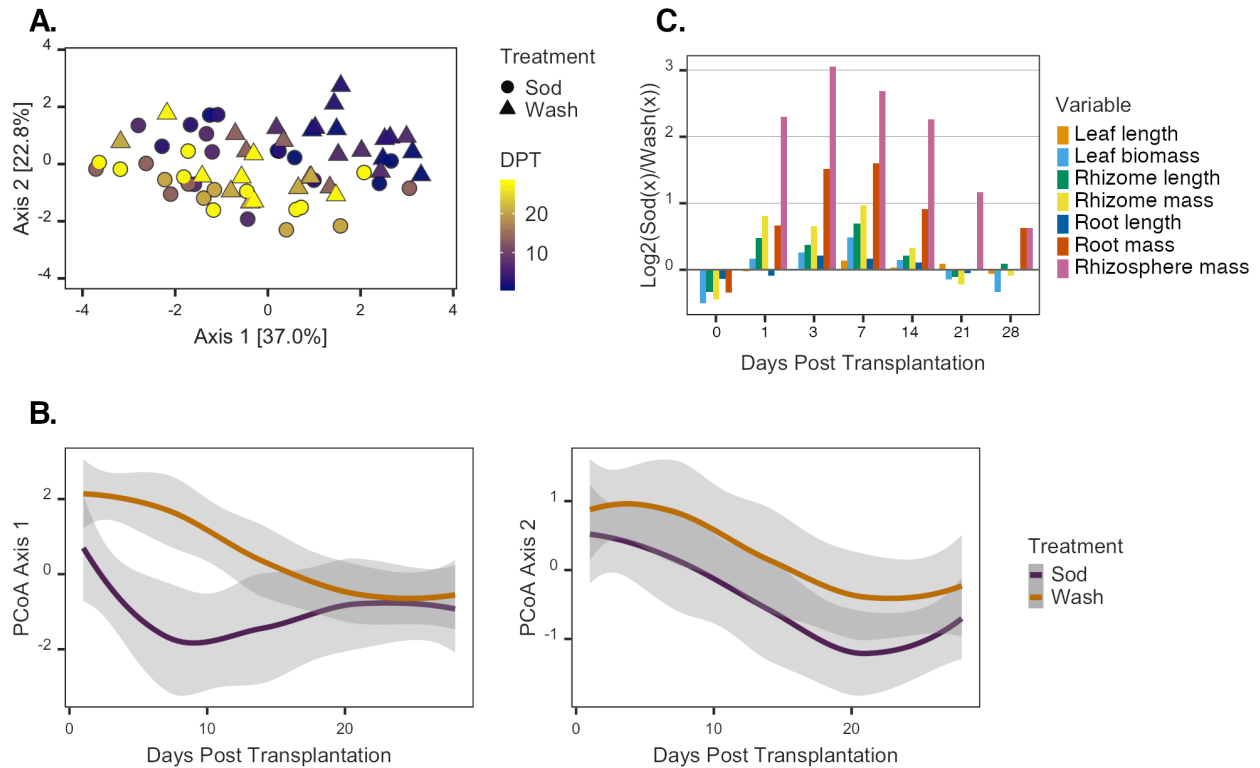 A.
Axis 2 [22.8%]
4
2
0
-2
-4
-4
-2
0
2
4
Axis 1 [37.0%]
Treatment
Sod
Wash
DPT
20
10
C.
Log2(Sod(x)/Wash(x))
3
2
1
0
0
1
3
7
14
21
28
Days Post Transplantation
Variable
Leaf length
Leaf biomass
Rhizome length
Rhizome mass
Root length
Root mass
Rhizosphere mass
B.
PCoA Axis 1
2
0
-2
0
10
20
Days Post Transplantation
PCoA Axis 2
1
0
-1
0
10
20
Days Post Transplantation
Treatment
Sod
Wash